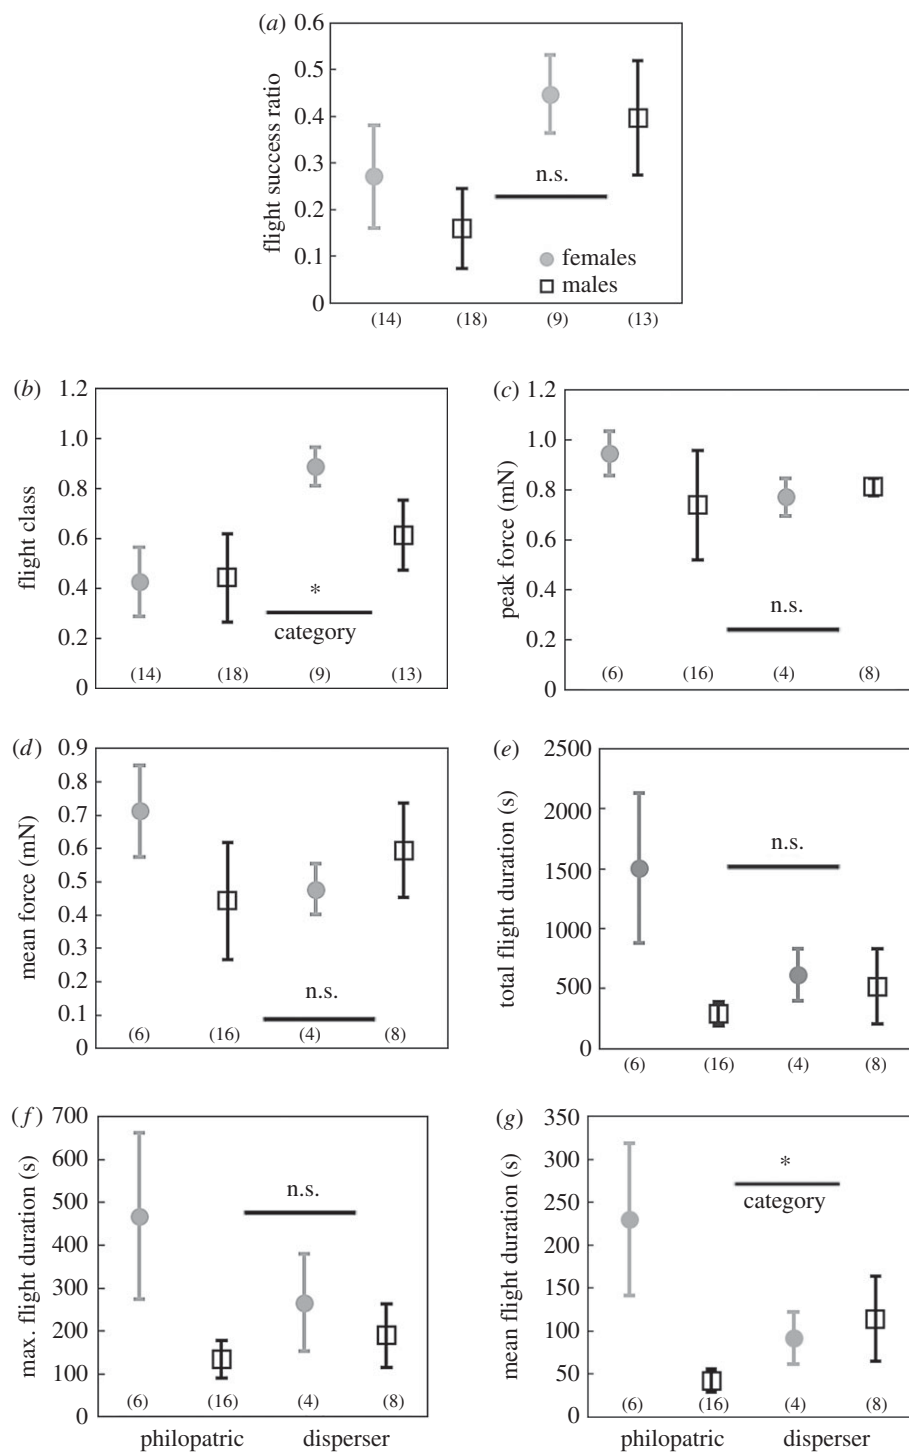 (a)
0.6
0.5
0.4
0.3
0.2
0.1
0
flight success ratio
n.s.
females
males
(14) (18) (9) (13)
(b)
1.2
1.0
0.8
0.6
0.4
0.2
0
flight class
*
category
(14) (18) (9) (13)
(c)
1.2
1.0
0.8
0.6
0.4
0.2
0
peak force (mN)
n.s.
(6) (16) (4) (8)
(d)
0.9
0.8
0.7
0.6
0.5
0.4
0.3
0.2
0.1
0
mean force (mN)
n.s.
(6) (16) (4) (8)
(e)
2500
2000
1500
1000
500
0
total flight duration (s)
n.s.
(6) (16) (4) (8)
(f)
700
600
500
400
300
200
100
0
max. flight duration (s)
n.s.
(6) (16) (4) (8)
philopatric disperser
(g)
350
300
250
200
150
100
50
0
mean flight duration (s)
*
category
(6) (16) (4) (8)
philopatric disperser